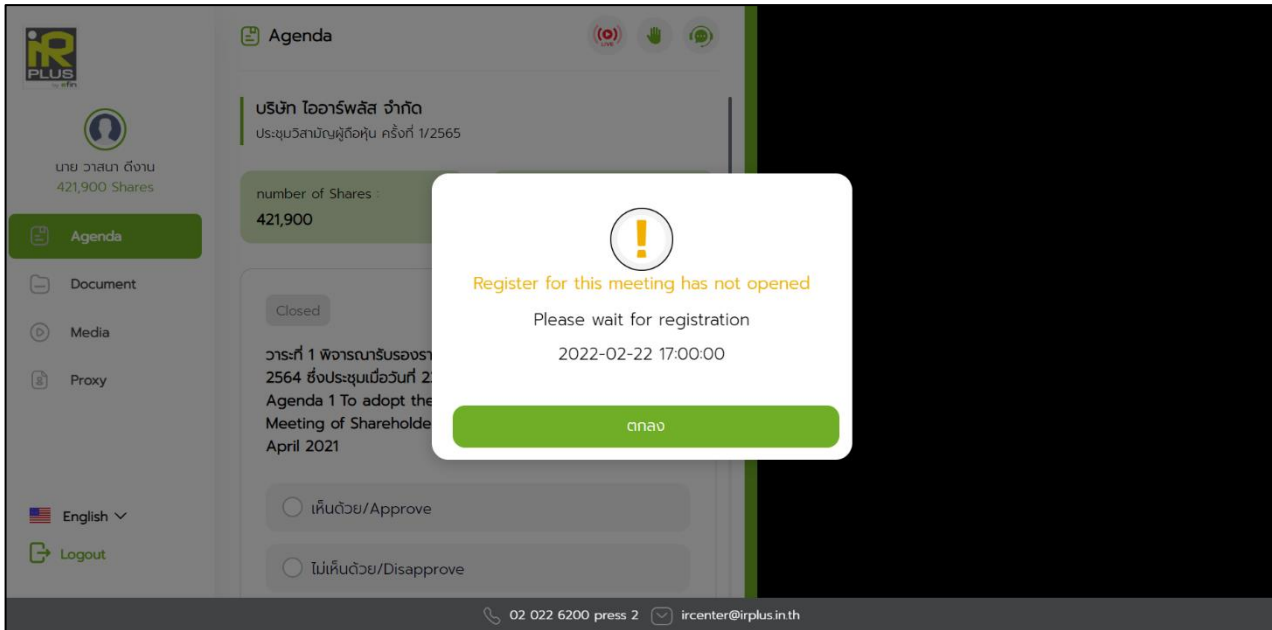 iR
PLUS
by efin
นาย วาสนา ดีงาน
421,900 Shares
Agenda
Document
Media
Proxy
English
Logout
Agenda
LIVE
บริษัท ไออาร์พลัส จำกัด
ประชุมวิสามัญผู้ถือหุ้น ครั้งที่ 1/2565
number of Shares :
421,900
Closed
วาระที่ 1 พิจารณารับรองรา
2564 ซึ่งประชุมเมื่อวันที่ 2
Agenda 1 To adopt the
Meeting of Shareholde
April 2021
เห็นด้วย/Approve
ไม่เห็นด้วย/Disapprove
!
Register for this meeting has not opened
Please wait for registration
2022-02-22 17:00:00
ตกลง
02 022 6200 press 2 ircenter@irplus.in.th